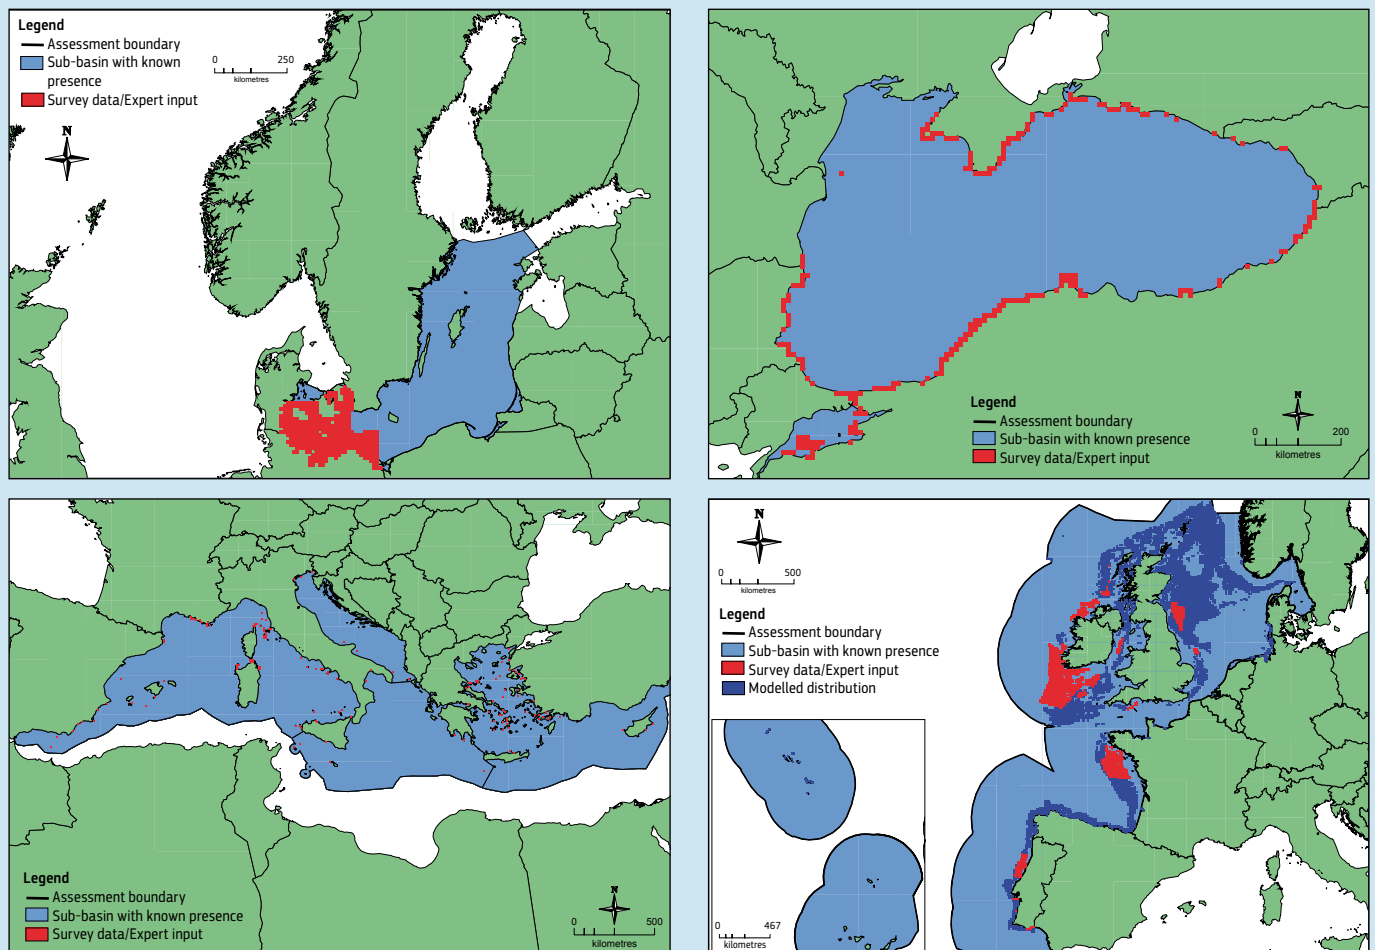 Legend
Assessment boundary
Sub-basin with known
presence
Survey data/Expert input
0 250
kilometres
N
N
Legend
Assessment boundary
Sub-basin with known presence
Survey data/Expert input
0 200
kilometres
Legend
Assessment boundary
Sub-basin with known presence
Survey data/Expert input
N
0 500
kilometres
N
0 500
kilometres
Legend
Assessment boundary
Sub-basin with known presence
Survey data/Expert input
Modelled distribution
0 467
kilometres